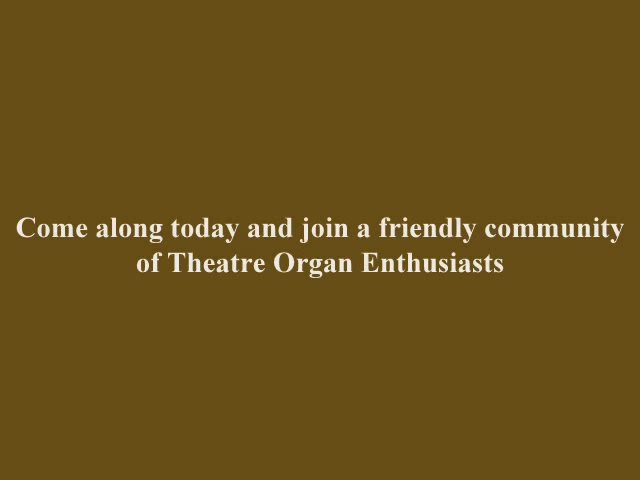 Come along today and join a friendly community
of Theatre Organ Enthusiasts